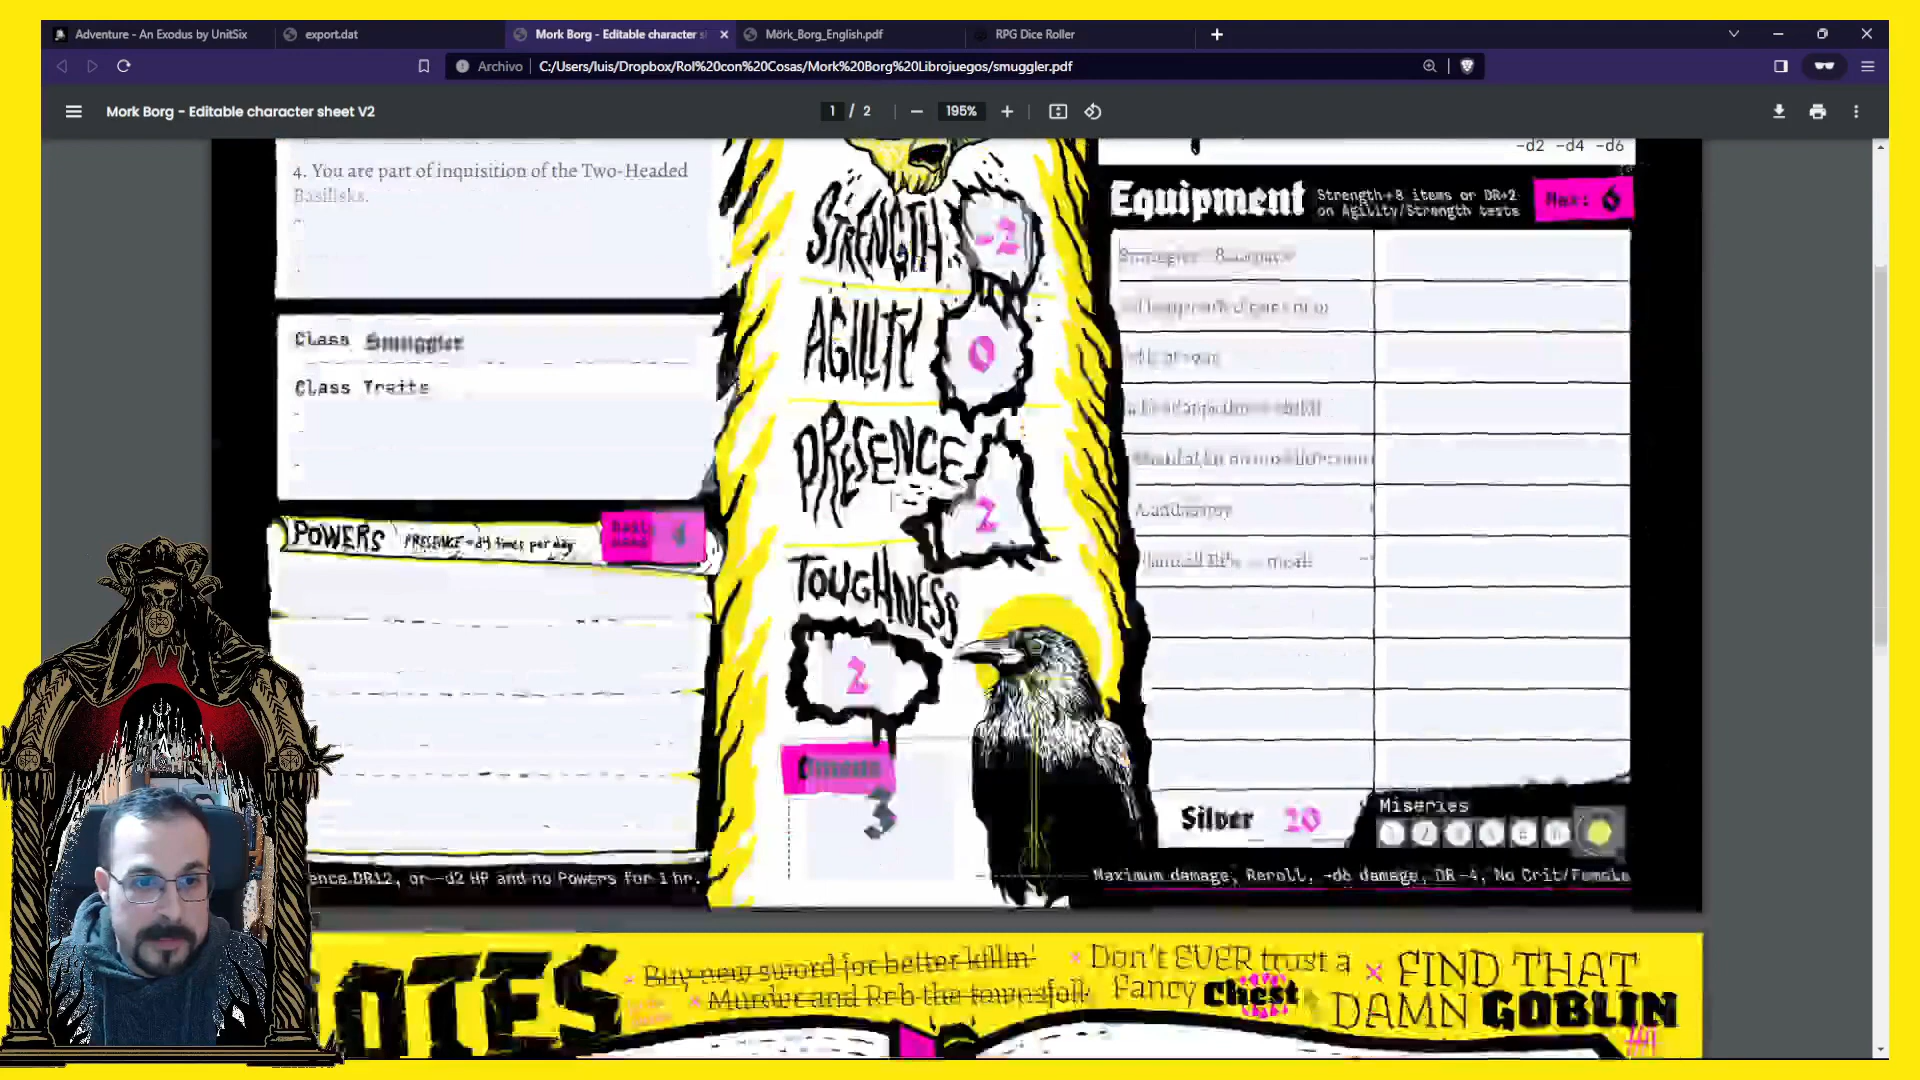 Adventure - An Exodus by UnitSix
export.dat
Mork Borg - Editable character s
Mörk_Borg_English.pdf
RPG Dice Roller
Archivo
C:/Users/luis/Dropbox/Rol%20con%20Cosas/Mork%20Borg%20Librojuegos/smuggler.pdf
Mork Borg - Editable character sheet V2
1 / 2
195%
-d2 -d4 -d6
4. You are part of inquisition of the Two-Headed
Basilisks.
Class Smuggler
Class Traits
POWERS
PRESENCE+d4 times per day
4
STRENGTH
-2
AGILITY
0
PRESENCE
2
TOUGHNESS
2
Omens
3
Equipment
Strength+8 items or DR+2
on Agility/Strength tests
Max: 6
Silver 20
Miseries
ence DR12, or -d2 HP and no Powers for 1 hr.
Maximum damage, Reroll, -d6 damage, DR-4, No Crit/Fumble
OTES
Buy new sword for better killin'
Murder and Rob the townsfolk
Don't EVER trust a
Fancy Chest
FIND THAT
DAMN GOBLIN